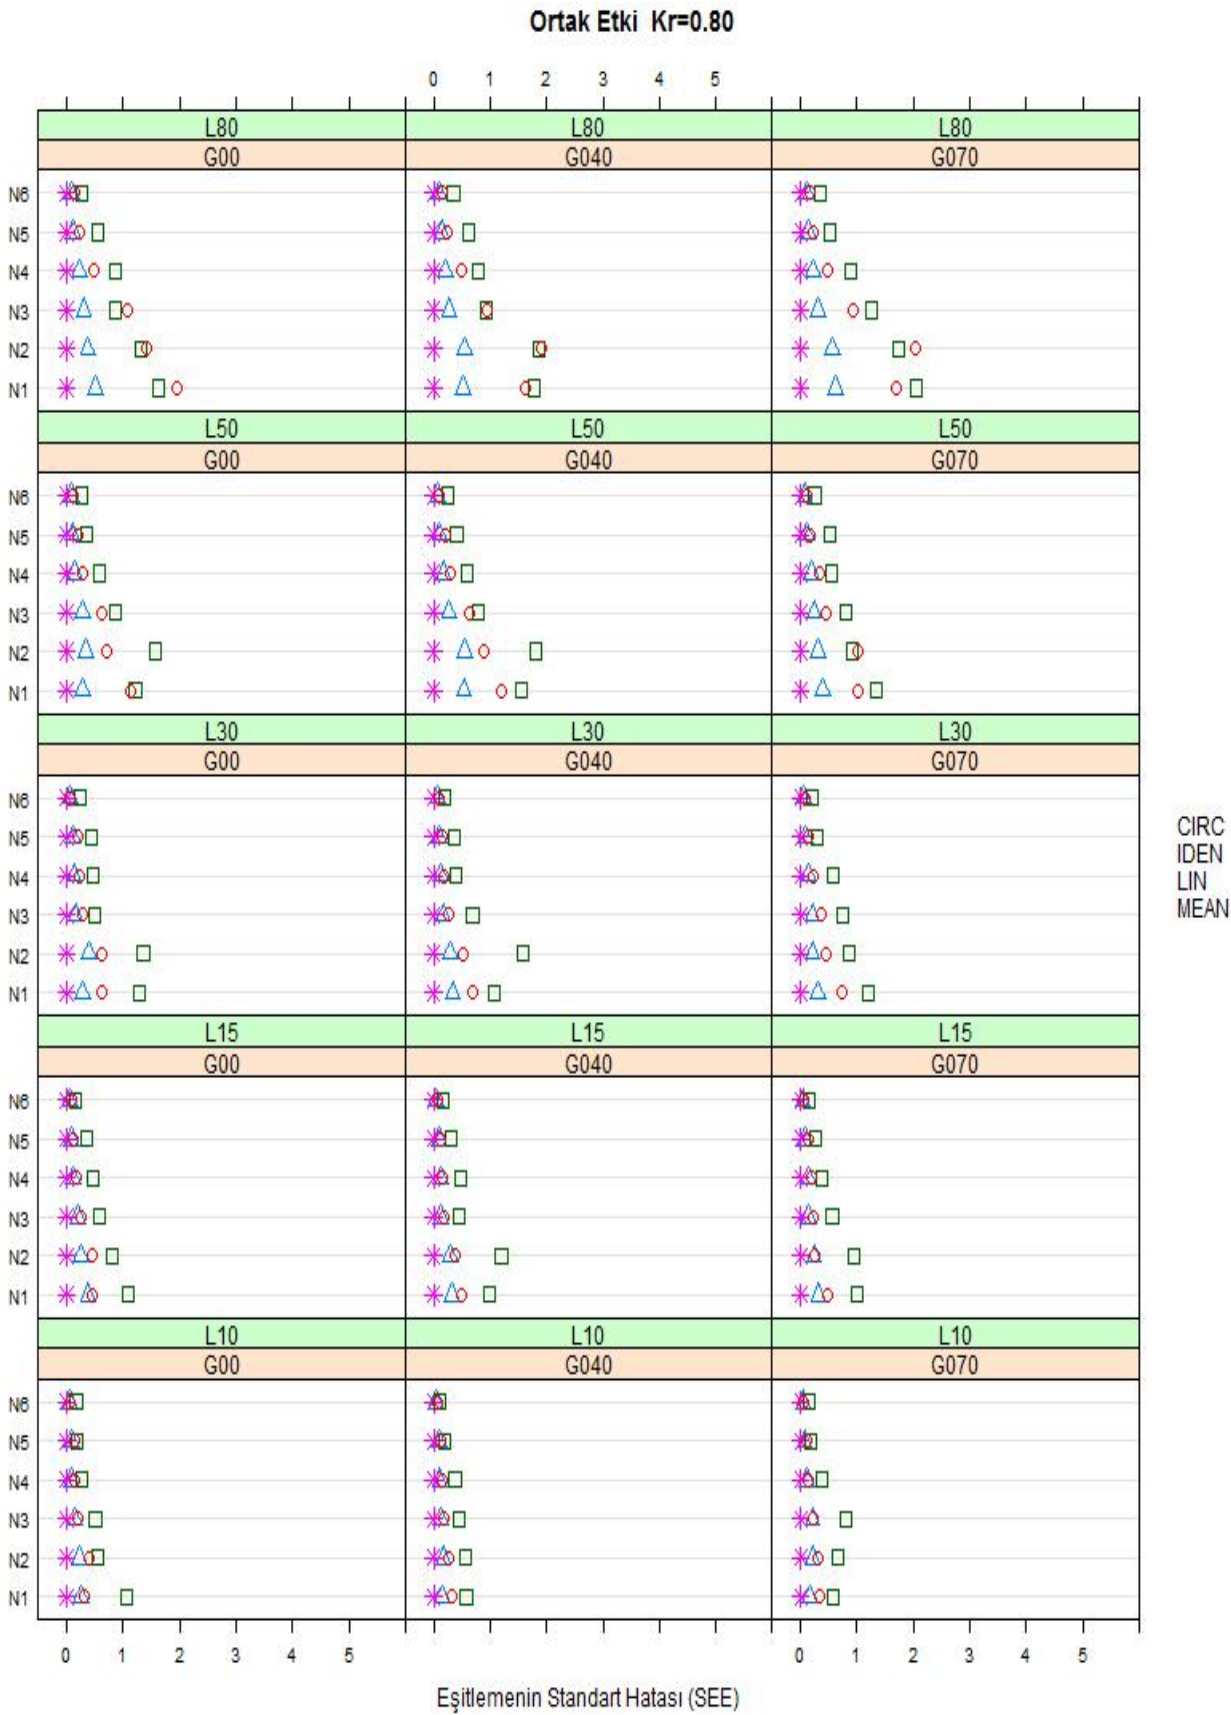 Ortak Etki Kr=0.80
0 1 2 3 4 5
L80 L80 L80
G00 G040 G070
N6
N5
N4
N3
N2
N1
L50 L50 L50
G00 G040 G070
N6
N5
N4
N3
N2
N1
L30 L30 L30
G00 G040 G070
N6
N5
N4
N3
N2
N1
L15 L15 L15
G00 G040 G070
N6
N5
N4
N3
N2
N1
L10 L10 L10
G00 G040 G070
N6
N5
N4
N3
N2
N1
0 1 2 3 4 5 0 1 2 3 4 5
Eşitlemenin Standart Hatası (SEE)
CIRC
IDEN
LIN
MEAN